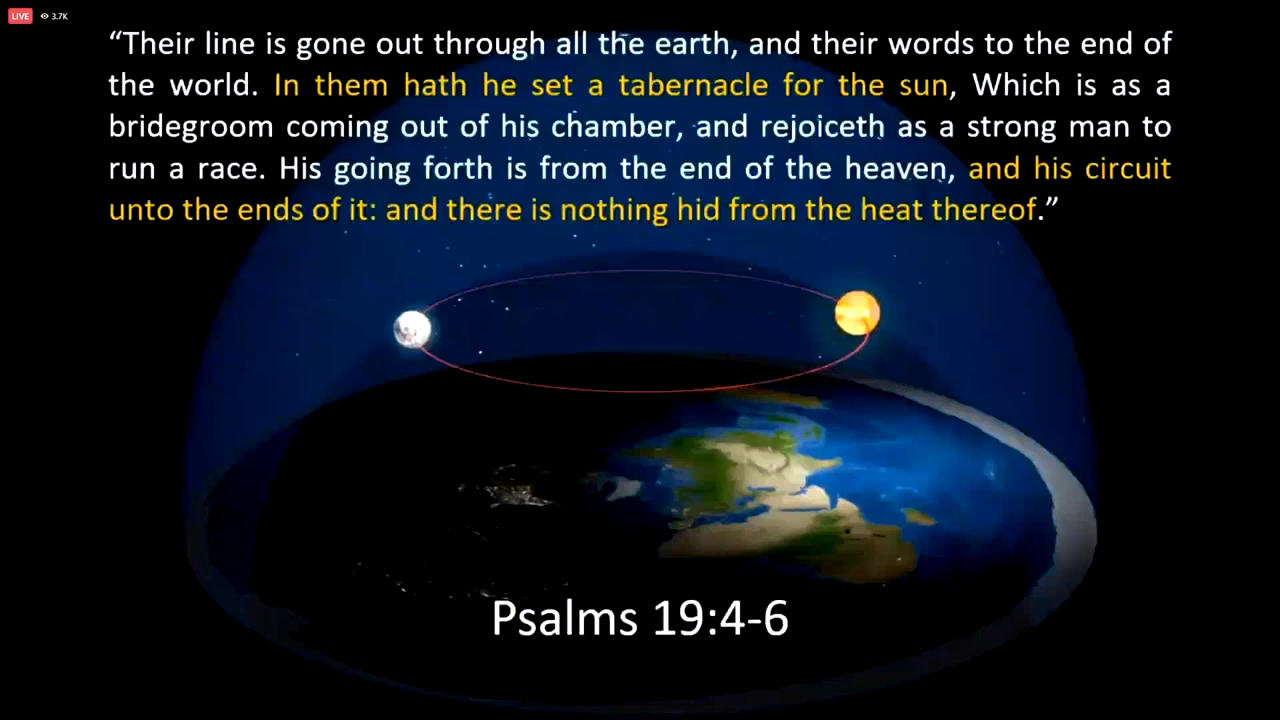 LIVE 3.7K
“Their line is gone out through all the earth, and their words to the end of
the world. In them hath he set a tabernacle for the sun, Which is as a
bridegroom coming out of his chamber, and rejoiceth as a strong man to
run a race. His going forth is from the end of the heaven, and his circuit
unto the ends of it: and there is nothing hid from the heat thereof.”
Psalms 19:4-6